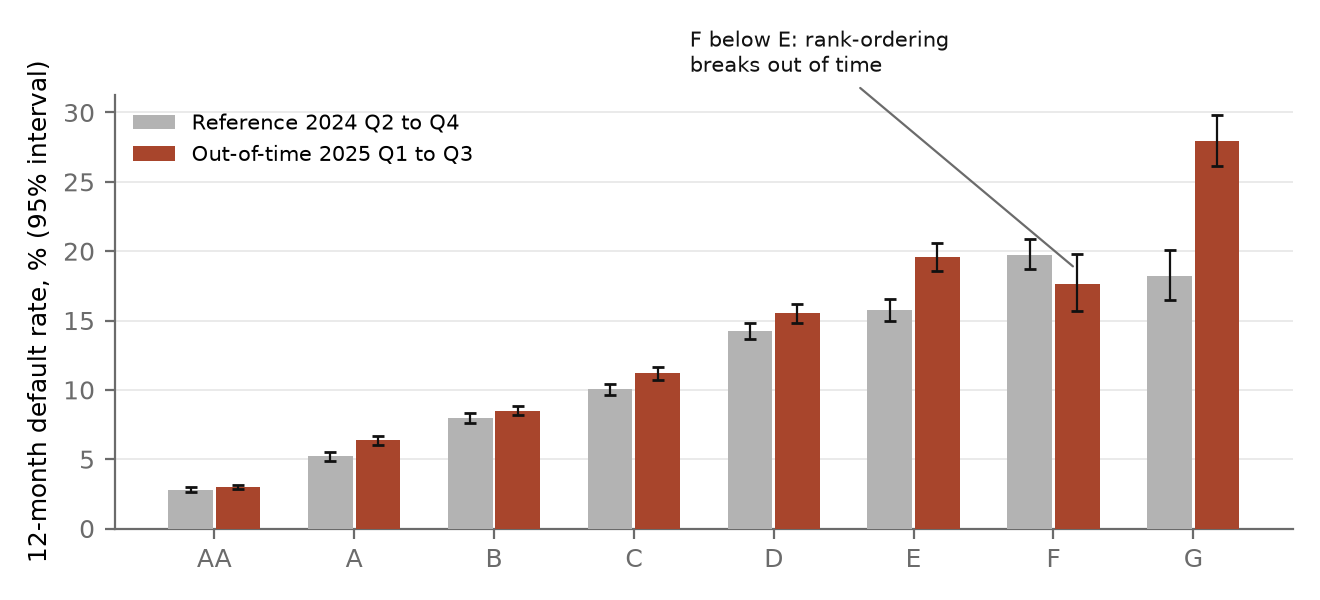 F below E: rank-ordering
breaks out of time
12-month default rate, % (95% interval)
30
25
20
15
10
5
0
Reference 2024 Q2 to Q4
Out-of-time 2025 Q1 to Q3
AA A B C D E F G